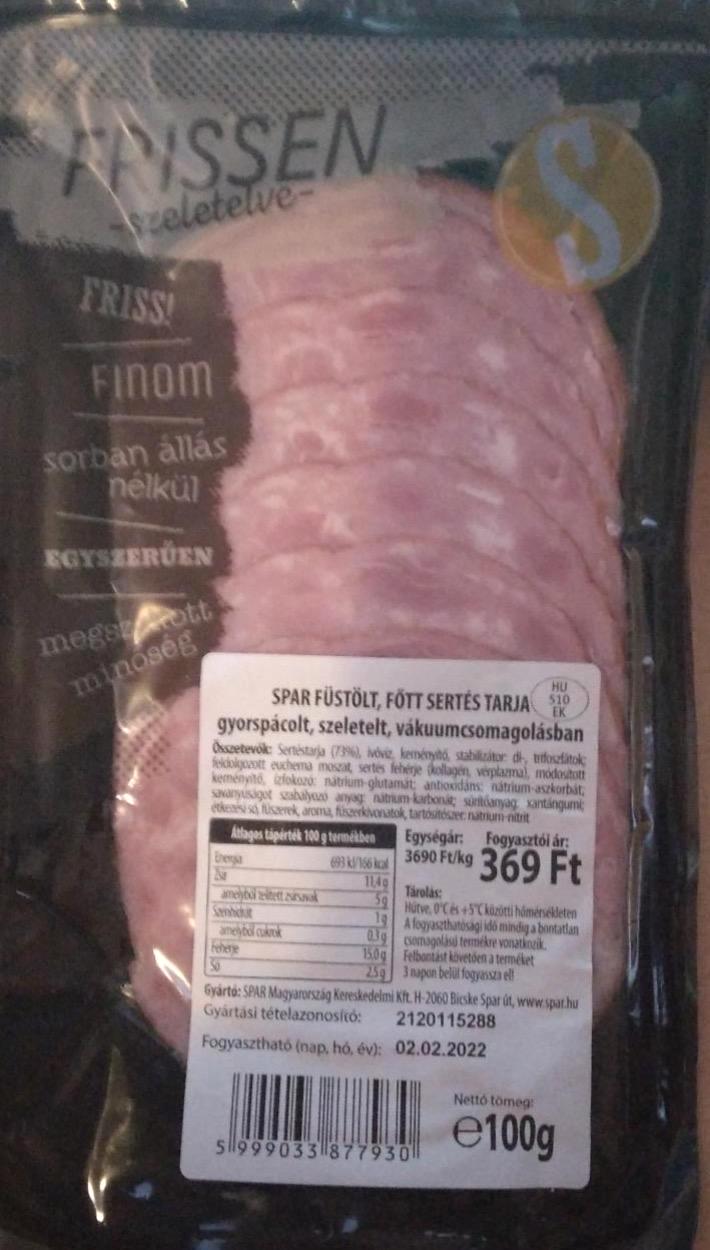 FRISSEN
-szeletelve-
S
FRISS!
FINOM
sorban állás
nélkül
EGYSZERŰEN
minőség
SPAR FÜSTÖLT, FŐTT SERTÉS TARJA
HU
510
EK
gyorspácolt, szeletelt, vákuumcsomagolásban
Összetevők: Sertéstarja (73%), ivóvíz, keményítő, stabilizátor: di-, trifoszfátok;
feldolgozott euchema moszat, sertés fehérje (kollagén, vérplazma), módosított
keményítő, ízfokozó: nátrium-glutamát; antioxidáns: nátrium-aszkorbát;
savanyúságot szabályozó anyag: nátrium-karbonát; sűrítőanyag: xantángumi;
étkezési só, fűszerek, aroma, fűszerkivonatok, tartósítószer: nátrium-nitrit
Átlagos tápérték 100 g termékben
Energia 693 kJ/166 kcal
Zsír 11,4g
amelyből telített zsírsavak 5g
Szénhidrát 1g
amelyből cukrok 0,3g
Fehérje 15,0g
Só 2,5g
Egységár: Fogyasztói ár:
3690 Ft/kg 369 Ft
Tárolás:
Hűtve, 0°C és +5°C közötti hőmérsékleten
A fogyaszthatósági idő mindig a bontatlan
csomagolású termékre vonatkozik.
Felbontást követően a terméket
3 napon belül fogyassza el!
Gyártó: SPAR Magyarország Kereskedelmi Kft. H-2060 Bicske Spar út, www.spar.hu
Gyártási tételazonosító: 2120115288
Fogyasztható (nap, hó, év): 02.02.2022
5 999033 877930
Nettó tömeg:
℮100g